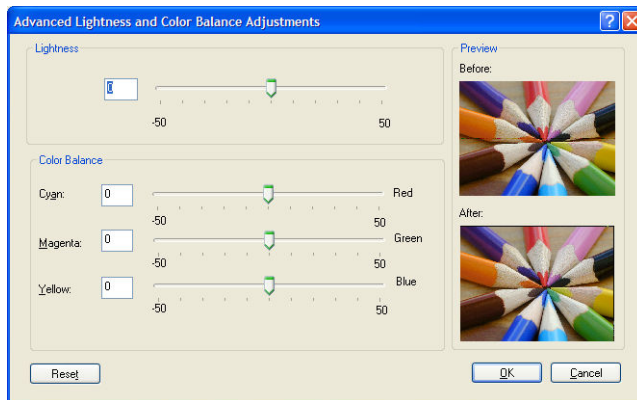 Advanced Lightness and Color Balance Adjustments
Lightness
0
-50 50
Color Balance
Cyan: 0 Red
-50 50
Magenta: 0 Green
-50 50
Yellow: 0 Blue
-50 50
Preview
Before:
After:
Reset
OK Cancel